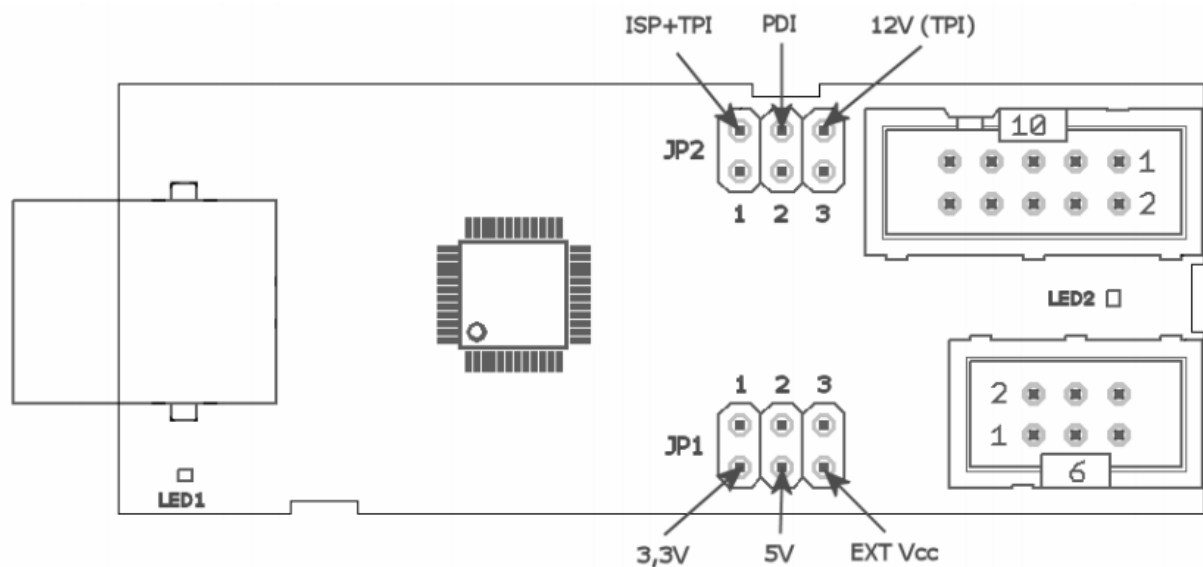 ISP+TPI PDI 12V (TPI)
JP2
10
1
2
1 2 3
LED2
1 2 3
JP1
2
1
6
LED1
3,3V 5V EXT Vcc